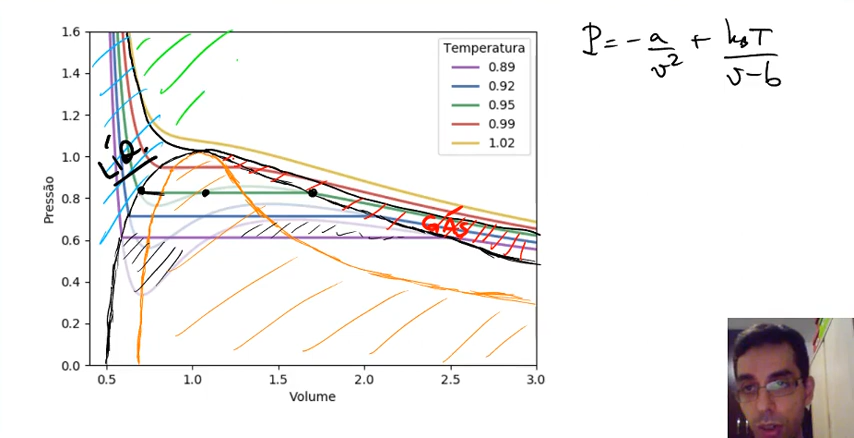 P = -a/v² + k_BT/(v-b)
1.6
1.4
1.2
1.0
0.8
0.6
0.4
0.2
0.0
Pressão
0.5 1.0 1.5 2.0 2.5 3.0
Volume
Temperatura
0.89
0.92
0.95
0.99
1.02
LÍQ.
GÁS